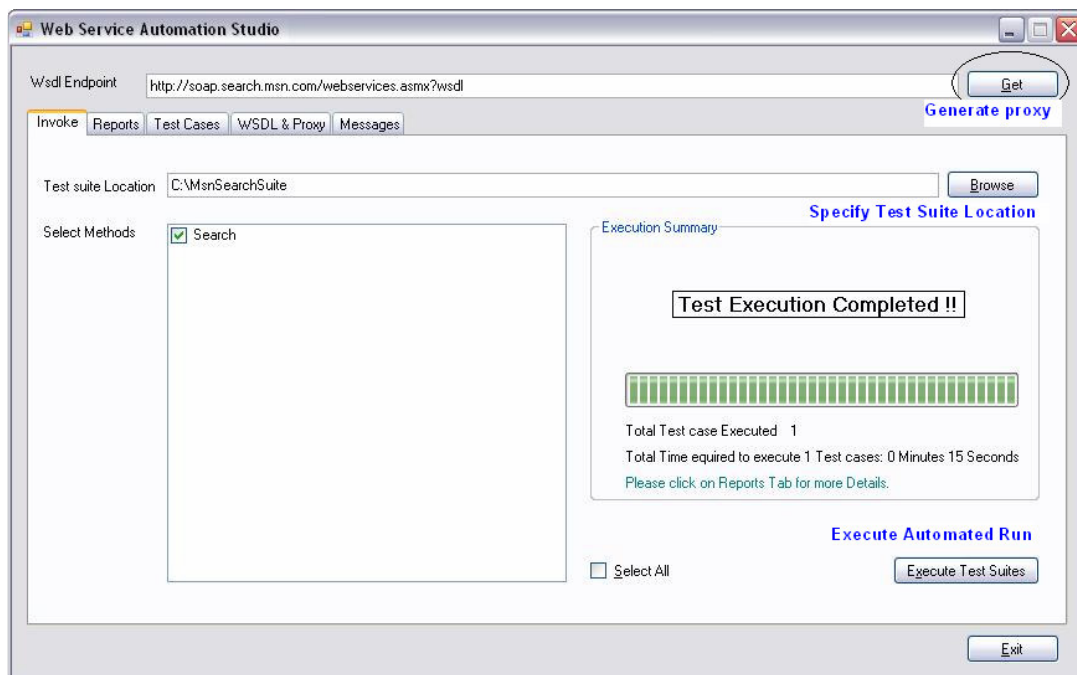 Web Service Automation Studio
Wsdl Endpoint http://soap.search.msn.com/webservices.asmx?wsdl Get
Generate proxy
Invoke Reports Test Cases WSDL & Proxy Messages
Test suite Location C:\MsnSearchSuite Browse
Specify Test Suite Location
Select Methods Search
Execution Summary
Test Execution Completed !!
Total Test case Executed 1
Total Time equired to execute 1 Test cases: 0 Minutes 15 Seconds
Please click on Reports Tab for more Details.
Execute Automated Run
Select All Execute Test Suites
Exit